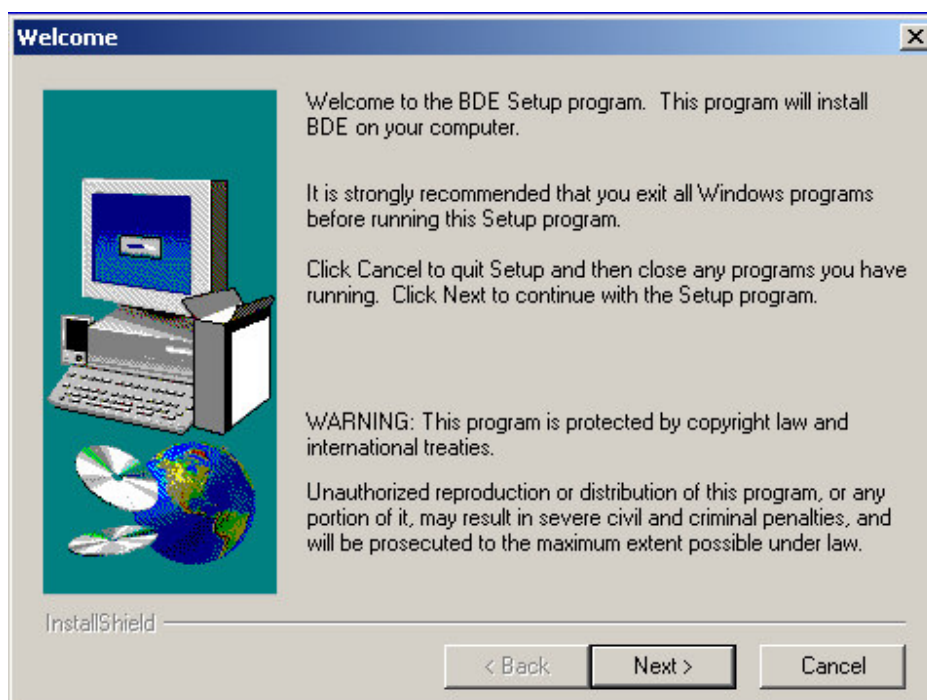 Welcome
Welcome to the BDE Setup program.  This program will install
BDE on your computer.
It is strongly recommended that you exit all Windows programs
before running this Setup program.
Click Cancel to quit Setup and then close any programs you have
running.  Click Next to continue with the Setup program.
WARNING: This program is protected by copyright law and
international treaties.
Unauthorized reproduction or distribution of this program, or any
portion of it, may result in severe civil and criminal penalties, and
will be prosecuted to the maximum extent possible under law.
InstallShield
< Back
Next >
Cancel